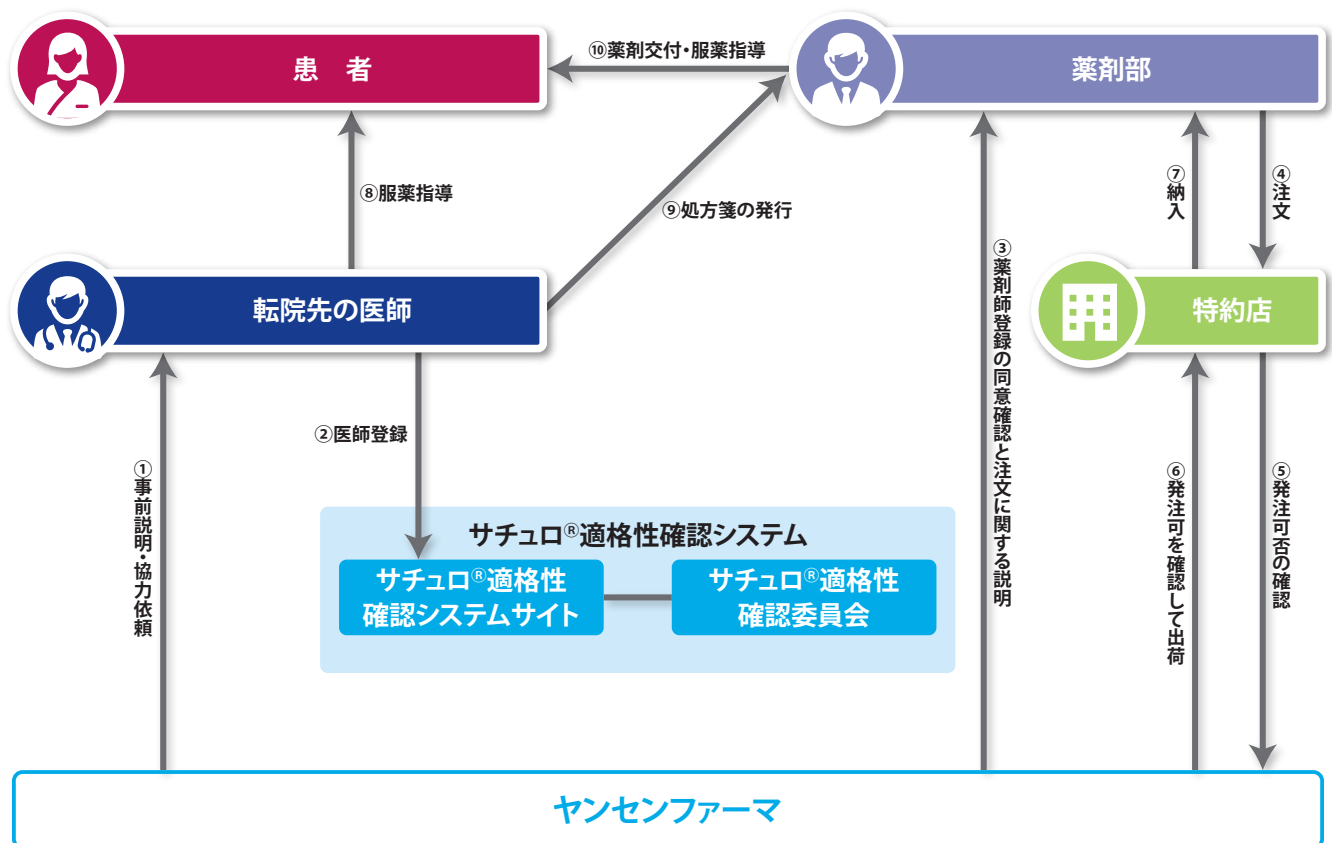 患 者
⑩薬剤交付・服薬指導
薬剤部
⑧服薬指導
⑨処方箋の発行
⑦納入
④注文
転院先の医師
特約店
①事前説明・協力依頼
②医師登録
③薬剤師登録の同意確認と注文に関する説明
⑥発注可を確認して出荷
⑤発注可否の確認
サチュロ®適格性確認システム
サチュロ®適格性
確認システムサイト
サチュロ®適格性
確認委員会
ヤンセンファーマ